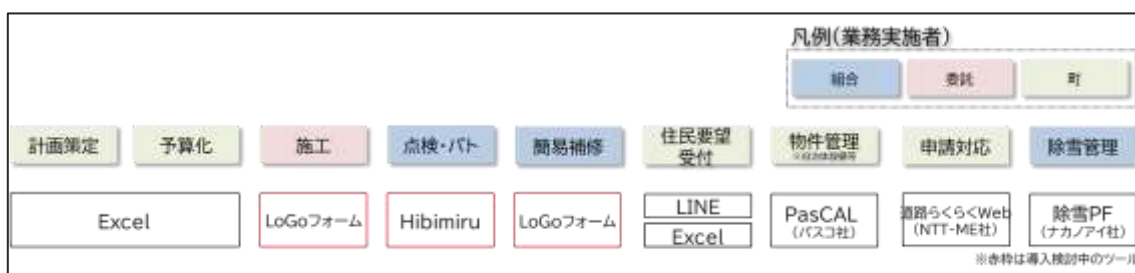 凡例(業務実施者)
組合 委託 町
計画策定 予算化 施工 点検・パト 簡易補修 住民要望 受付 物件管理 申請対応 除雪管理
Excel LoGoフォーム Hibimiru LoGoフォーム LINE Excel PasCAL (パスコ社) 道路らくらくWeb (NTT-ME社) 除雪PF (ナカノアイ社)
※赤枠は導入検討中のツール